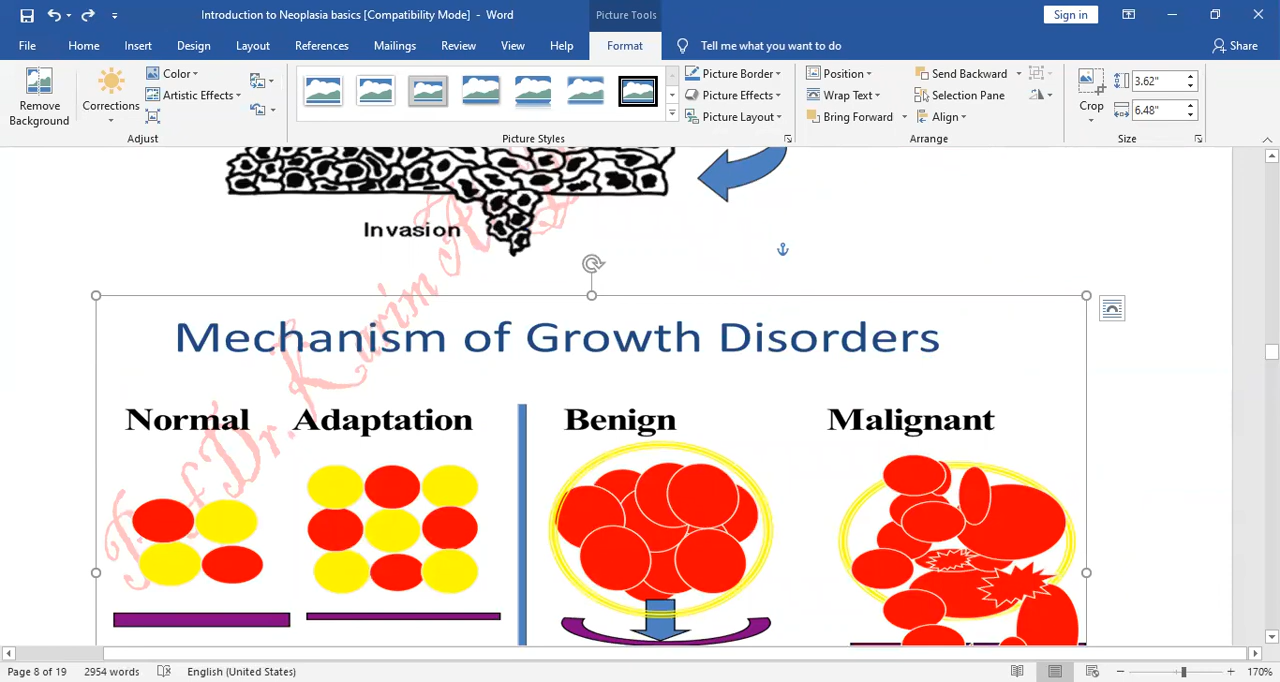 Introduction to Neoplasia basics [Compatibility Mode] - Word
Picture Tools
Sign in
File
Home
Insert
Design
Layout
References
Mailings
Review
View
Help
Format
Tell me what you want to do
Share
Remove Background
Corrections
Color
Artistic Effects
Adjust
Picture Styles
Picture Border
Picture Effects
Picture Layout
Position
Wrap Text
Bring Forward
Send Backward
Selection Pane
Align
Arrange
Crop
3.62"
6.48"
Size
Invasion
Mechanism of Growth Disorders
Normal
Adaptation
Benign
Malignant
Prof Dr. Karim
Page 8 of 19
2954 words
English (United States)
170%